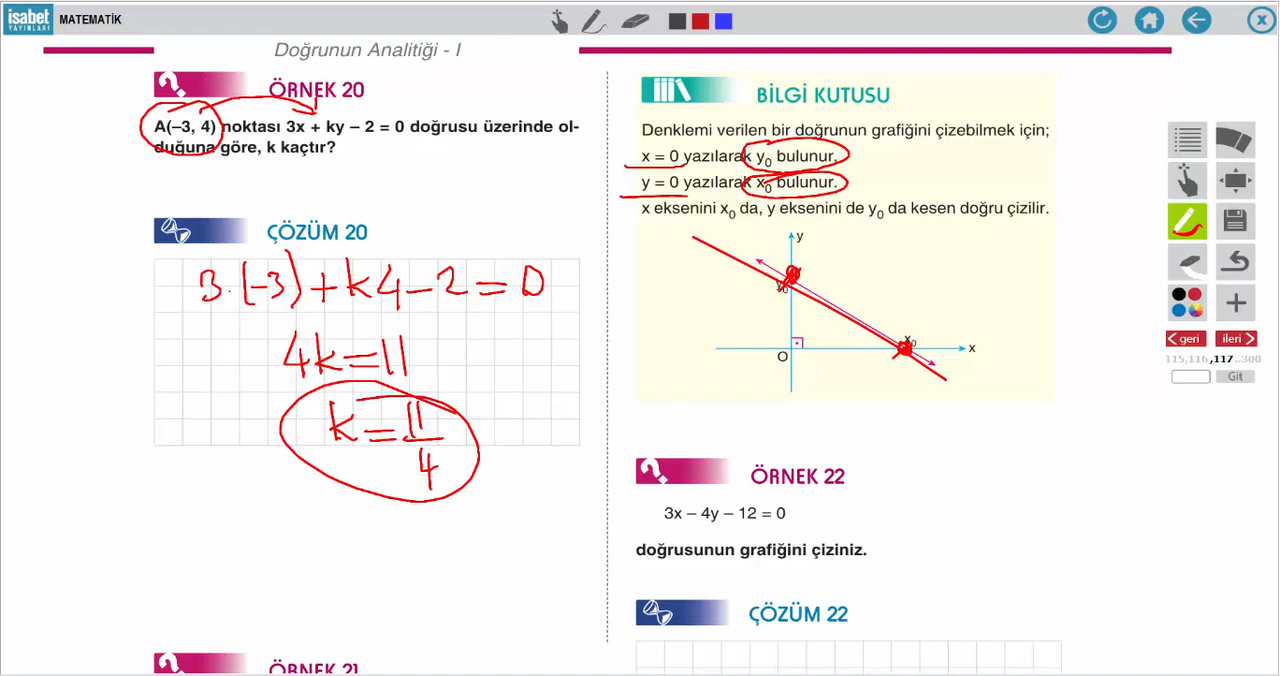 isabet
YAYINLARI
MATEMATİK
Doğrunun Analitiği - I
ÖRNEK 20
A(–3, 4) noktası 3x + ky – 2 = 0 doğrusu üzerinde ol-
duğuna göre, k kaçtır?
ÇÖZÜM 20
3.(-3)+k4-2=0
4k=11
k=11/4
ÖRNEK 21
BİLGİ KUTUSU
Denklemi verilen bir doğrunun grafiğini çizebilmek için;
x = 0 yazılarak y₀ bulunur.
y = 0 yazılarak x₀ bulunur.
x eksenini x₀ da, y eksenini de y₀ da kesen doğru çizilir.
y
y₀
x₀
O
x
ÖRNEK 22
3x – 4y – 12 = 0
doğrusunun grafiğini çiziniz.
ÇÖZÜM 22
geri
ileri
115,116,117..300
Git